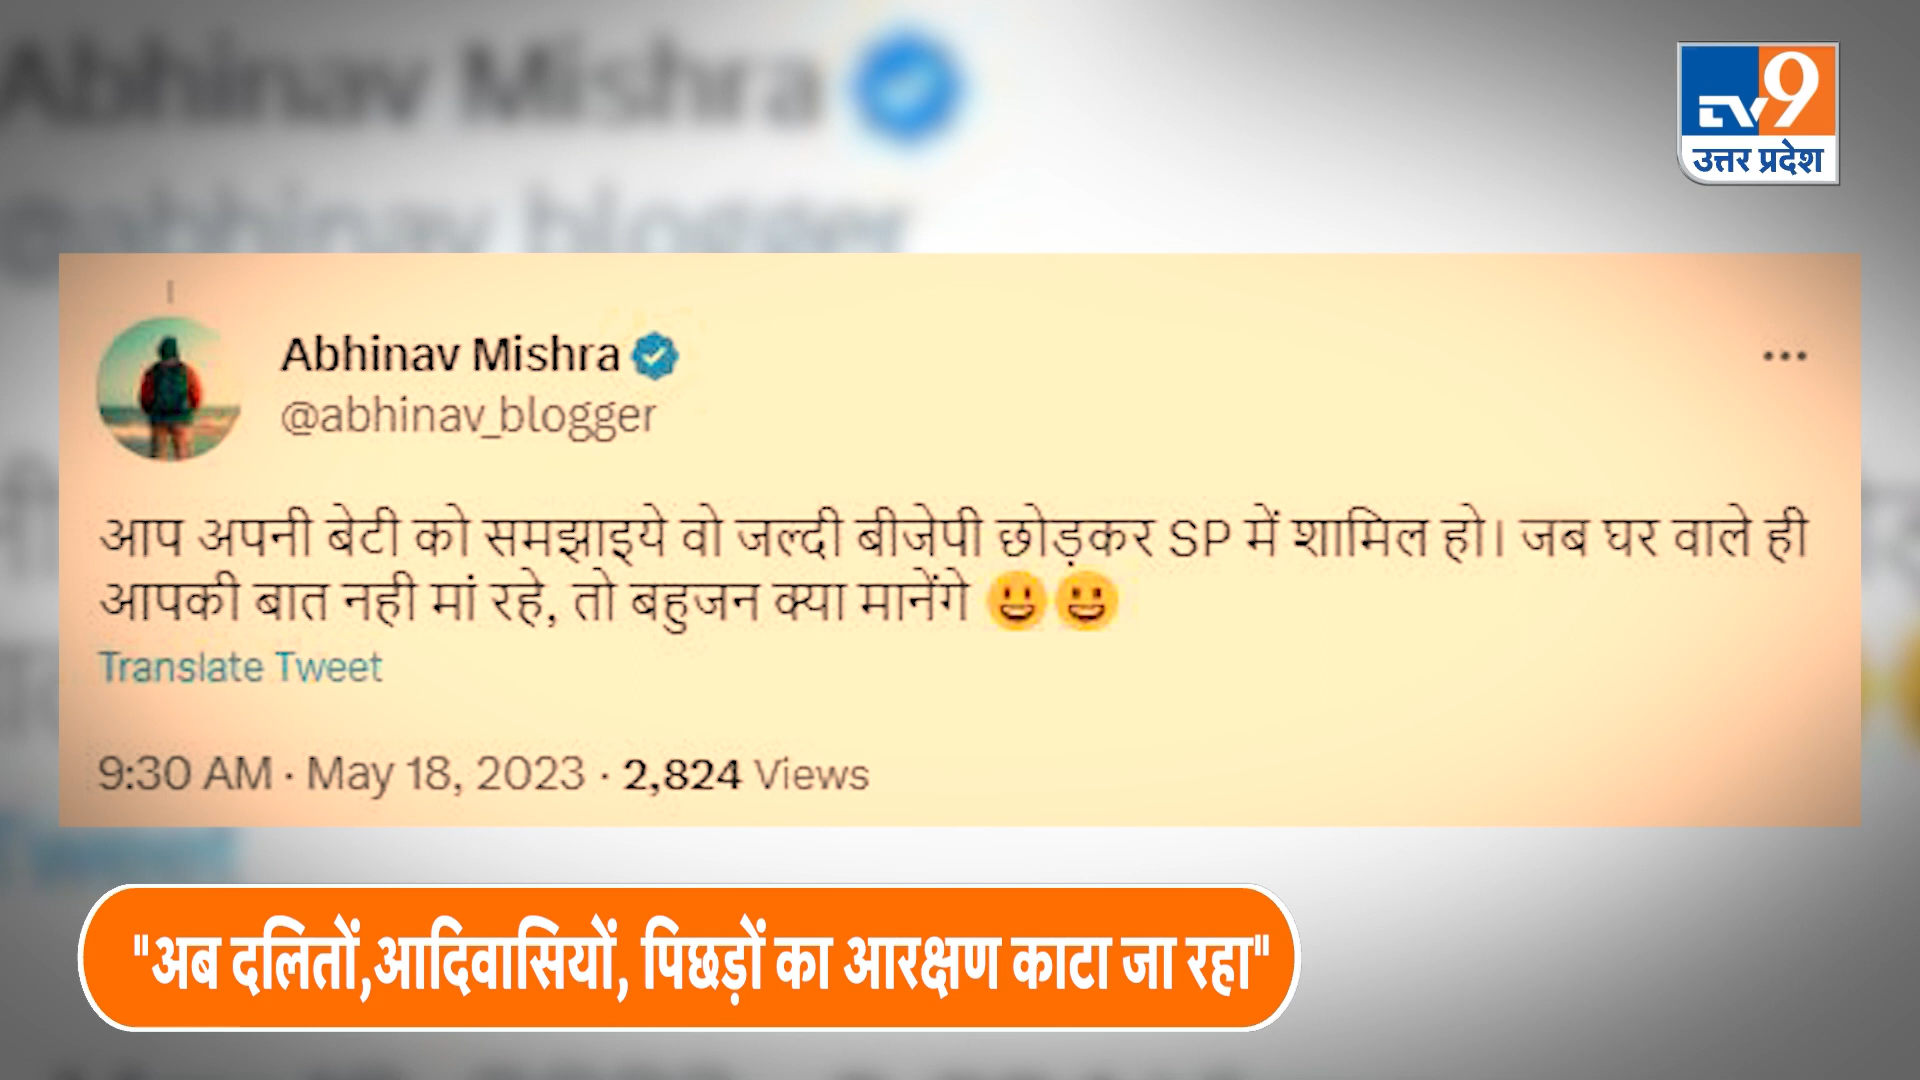 Abhinav Mishra
@abhinav_blogger
TV9
उत्तर प्रदेश
Abhinav Mishra
@abhinav_blogger
आप अपनी बेटी को समझाइये वो जल्दी बीजेपी छोड़कर SP में शामिल हो। जब घर वाले ही
आपकी बात नही मां रहे, तो बहुजन क्या मानेंगे 😃😃
Translate Tweet
9:30 AM · May 18, 2023 · 2,824 Views
"अब दलितों,आदिवासियों, पिछड़ों का आरक्षण काटा जा रहा"